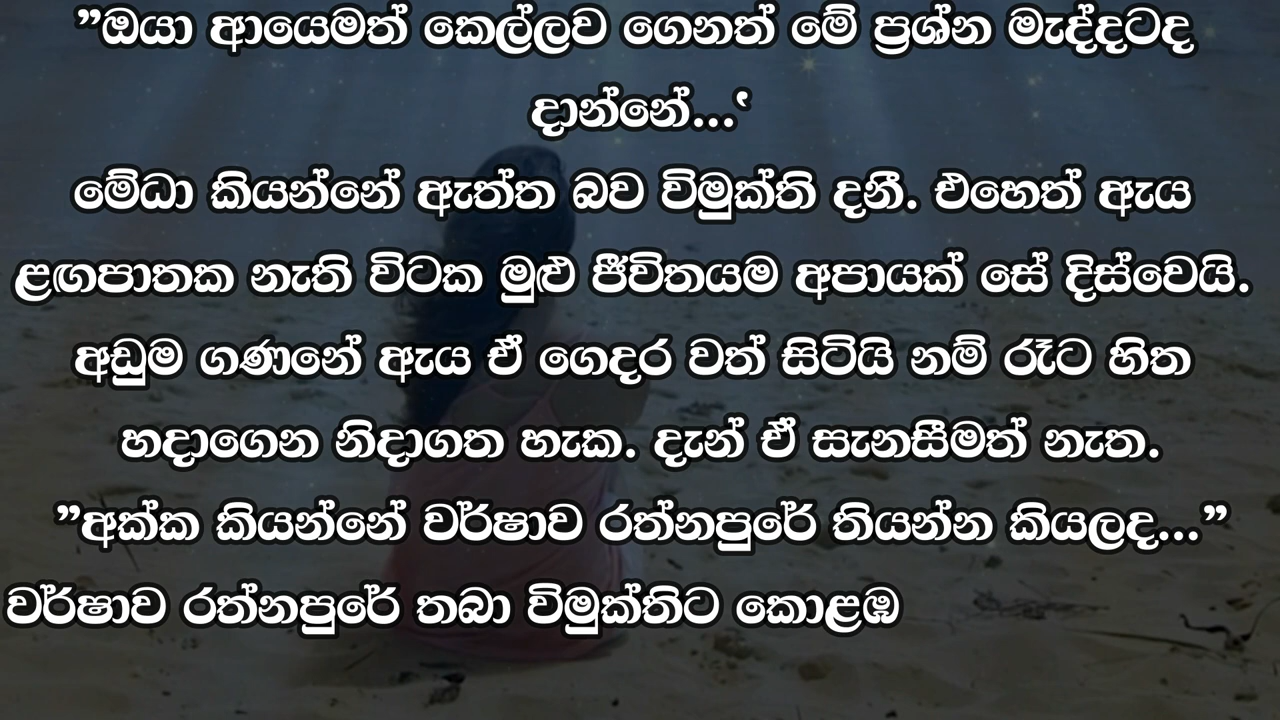 ”ඔයා ආයෙමත් කෙල්ලව ගෙනත් මේ ප්‍රශ්න මැද්දටද
දාන්නේ...‘
මේධා කියන්නේ ඇත්ත බව විමුක්ති දනී. එහෙත් ඇය
ළඟපාතක නැති විටක මුළු ජීවිතයම අපායක් සේ දිස්වෙයි.
අඩුම ගණනේ ඇය ඒ ගෙදර වත් සිටියි නම් රෑට හිත
හදාගෙන නිදාගත හැක. දැන් ඒ සැනසීමත් නැත.
”අක්ක කියන්නේ වර්ෂාව රත්නපුරේ තියන්න කියලද...”
වර්ෂාව රත්නපුරේ තබා විමුක්තිට කොළඹ